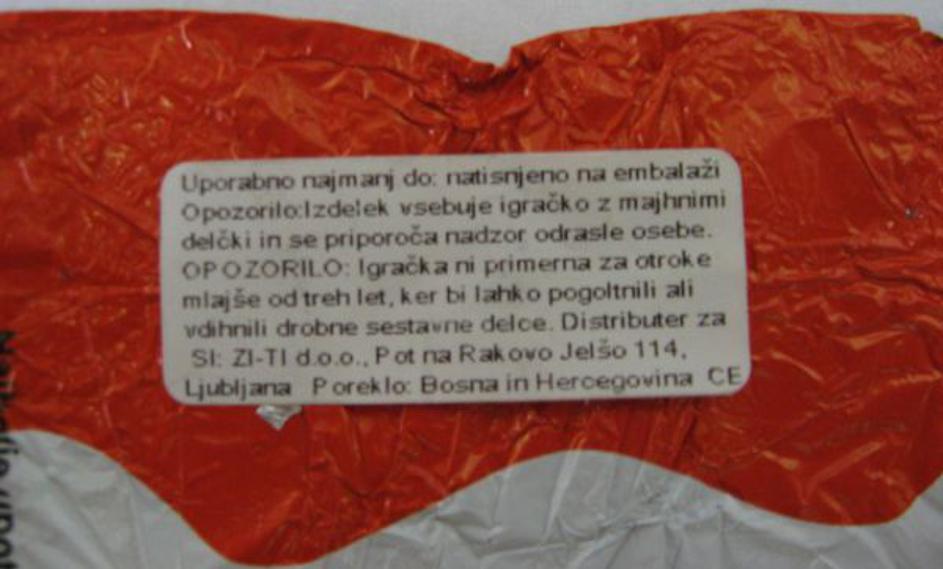 Uporabno najmanj do: natisnjeno na embalaži
Opozorilo:Izdelek vsebuje igračko z majhnimi
delčki in se priporoča nadzor odrasle osebe.
OPOZORILO: Igračka ni primerna za otroke
mlajše od treh let, ker bi lahko pogoltnili ali
vdihnili drobne sestavne delce. Distributer za
SI: ZI-TI d.o.o., Pot na Rakovo Jelšo 114,
Ljubljana Poreklo: Bosna in Hercegovina CE